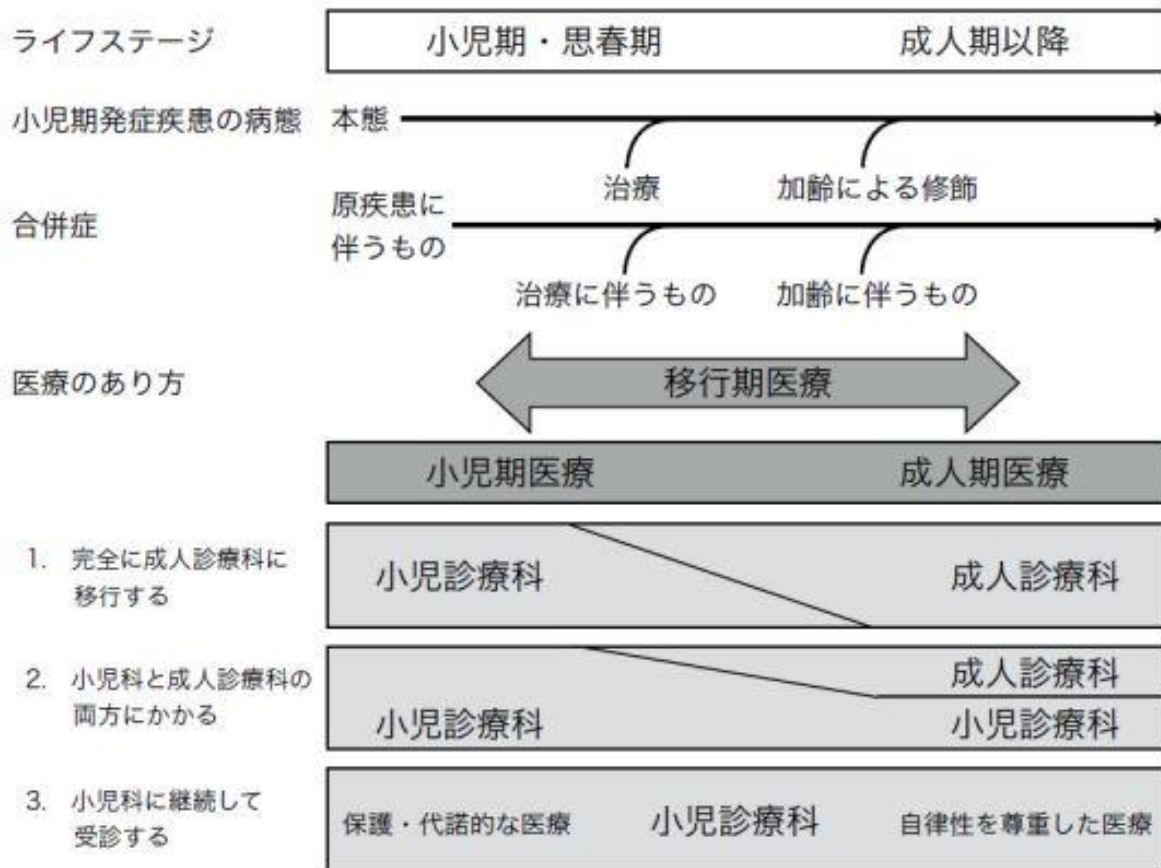 ライフステージ
小児期・思春期
成人期以降
小児期発症疾患の病態
本態
治療
加齢による修飾
合併症
原疾患に
伴うもの
治療に伴うもの
加齢に伴うもの
医療のあり方
移行期医療
小児期医療
成人期医療
1. 完全に成人診療科に
移行する
小児診療科
成人診療科
2. 小児科と成人診療科の
両方にかかる
成人診療科
小児診療科
小児診療科
3. 小児科に継続して
受診する
保護・代諾的な医療
小児診療科
自律性を尊重した医療